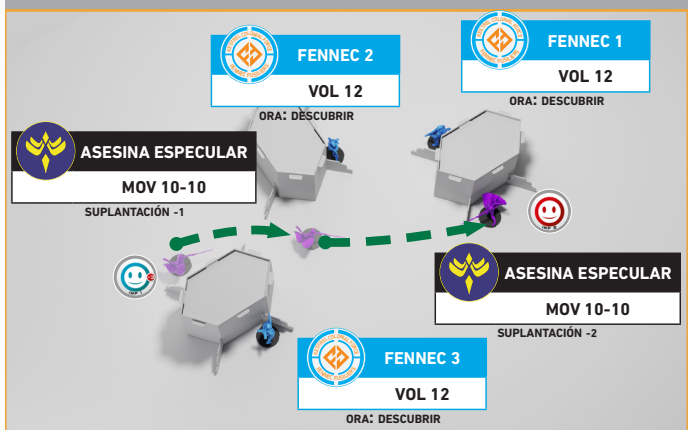 FENNEC 2
VOL 12
ORA: DESCUBRIR
FENNEC 1
VOL 12
ORA: DESCUBRIR
ASESINA ESPECULAR
MOV 10-10
SUPLANTACIÓN -1
ASESINA ESPECULAR
MOV 10-10
SUPLANTACIÓN -2
FENNEC 3
VOL 12
ORA: DESCUBRIR